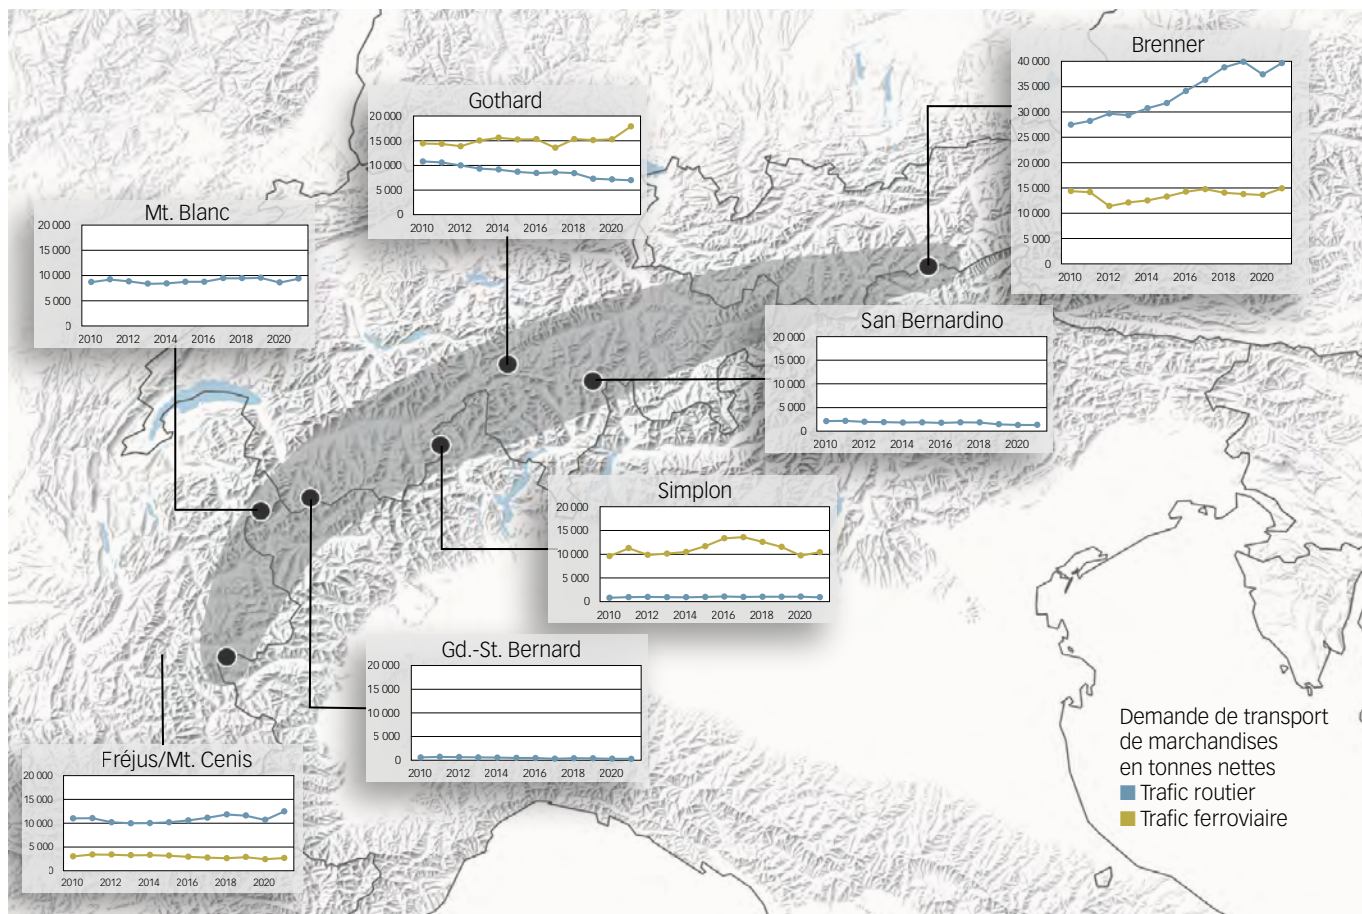 Brenner
40 000
35 000
30 000
25 000
20 000
15 000
10 000
5 000
0
2010 2012 2014 2016 2018 2020
Gothard
20 000
15 000
10 000
5 000
0
2010 2012 2014 2016 2018 2020
Mt. Blanc
20 000
15 000
10 000
5 000
0
2010 2012 2014 2016 2018 2020
San Bernardino
20 000
15 000
10 000
5 000
0
2010 2012 2014 2016 2018 2020
Simplon
20 000
15 000
10 000
5 000
0
2010 2012 2014 2016 2018 2020
Gd.-St. Bernard
20 000
15 000
10 000
5 000
0
2010 2012 2014 2016 2018 2020
Fréjus/Mt. Cenis
20 000
15 000
10 000
5 000
0
2010 2012 2014 2016 2018 2020
Demande de transport
de marchandises
en tonnes nettes
Trafic routier
Trafic ferroviaire